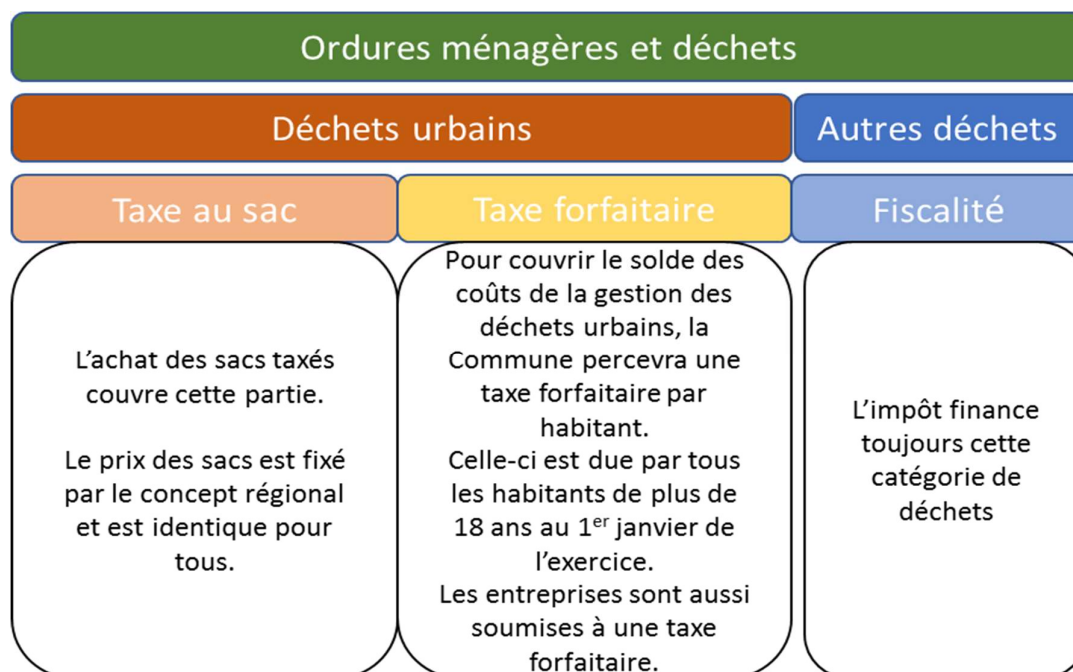 Ordures ménagères et déchets
Déchets urbains
Autres déchets
Taxe au sac
Taxe forfaitaire
Fiscalité
L'achat des sacs taxés
couvre cette partie.
Le prix des sacs est fixé
par le concept régional
et est identique pour
tous.
Pour couvrir le solde des
coûts de la gestion des
déchets urbains, la
Commune percevra une
taxe forfaitaire par
habitant.
Celle-ci est due par tous
les habitants de plus de
18 ans au 1er janvier de
l'exercice.
Les entreprises sont aussi
soumises à une taxe
forfaitaire.
L'impôt finance
toujours cette
catégorie de
déchets